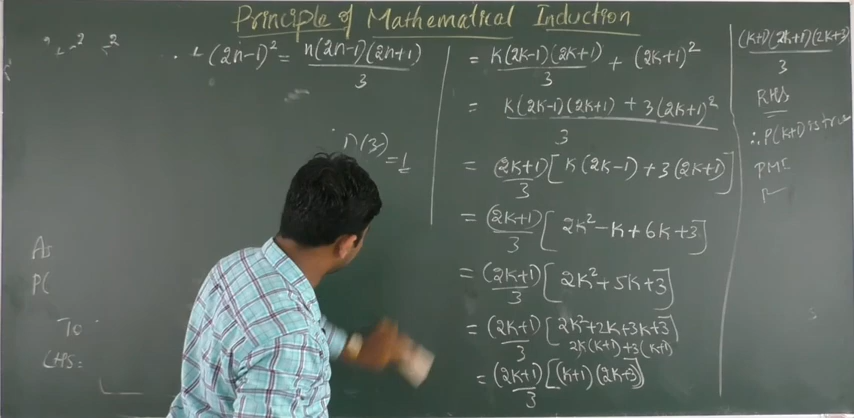 Principle of Mathematical Induction
(2n-1)² = n(2n-1)(2n+1)/3
(3)
= 1
As
P(
To
LHS:
= k(2k-1)(2k+1)/3 + (2k+1)²
= k(2k-1)(2k+1) + 3(2k+1)²/3
= (2k+1)/3 [k(2k-1)+3(2k+1)]
= (2k+1)/3 [2k²-k+6k+3]
= (2k+1)/3 [2k²+5k+3]
= (2k+1)/3 [2k²+2k+3k+3]
2k(k+1)+3(k+1)
= (2k+1)/3 [(k+1)(2k+3)]
(k+1)(2k+1)(2k+3)/3
RHS
∴ P(k+1) is true
PMI